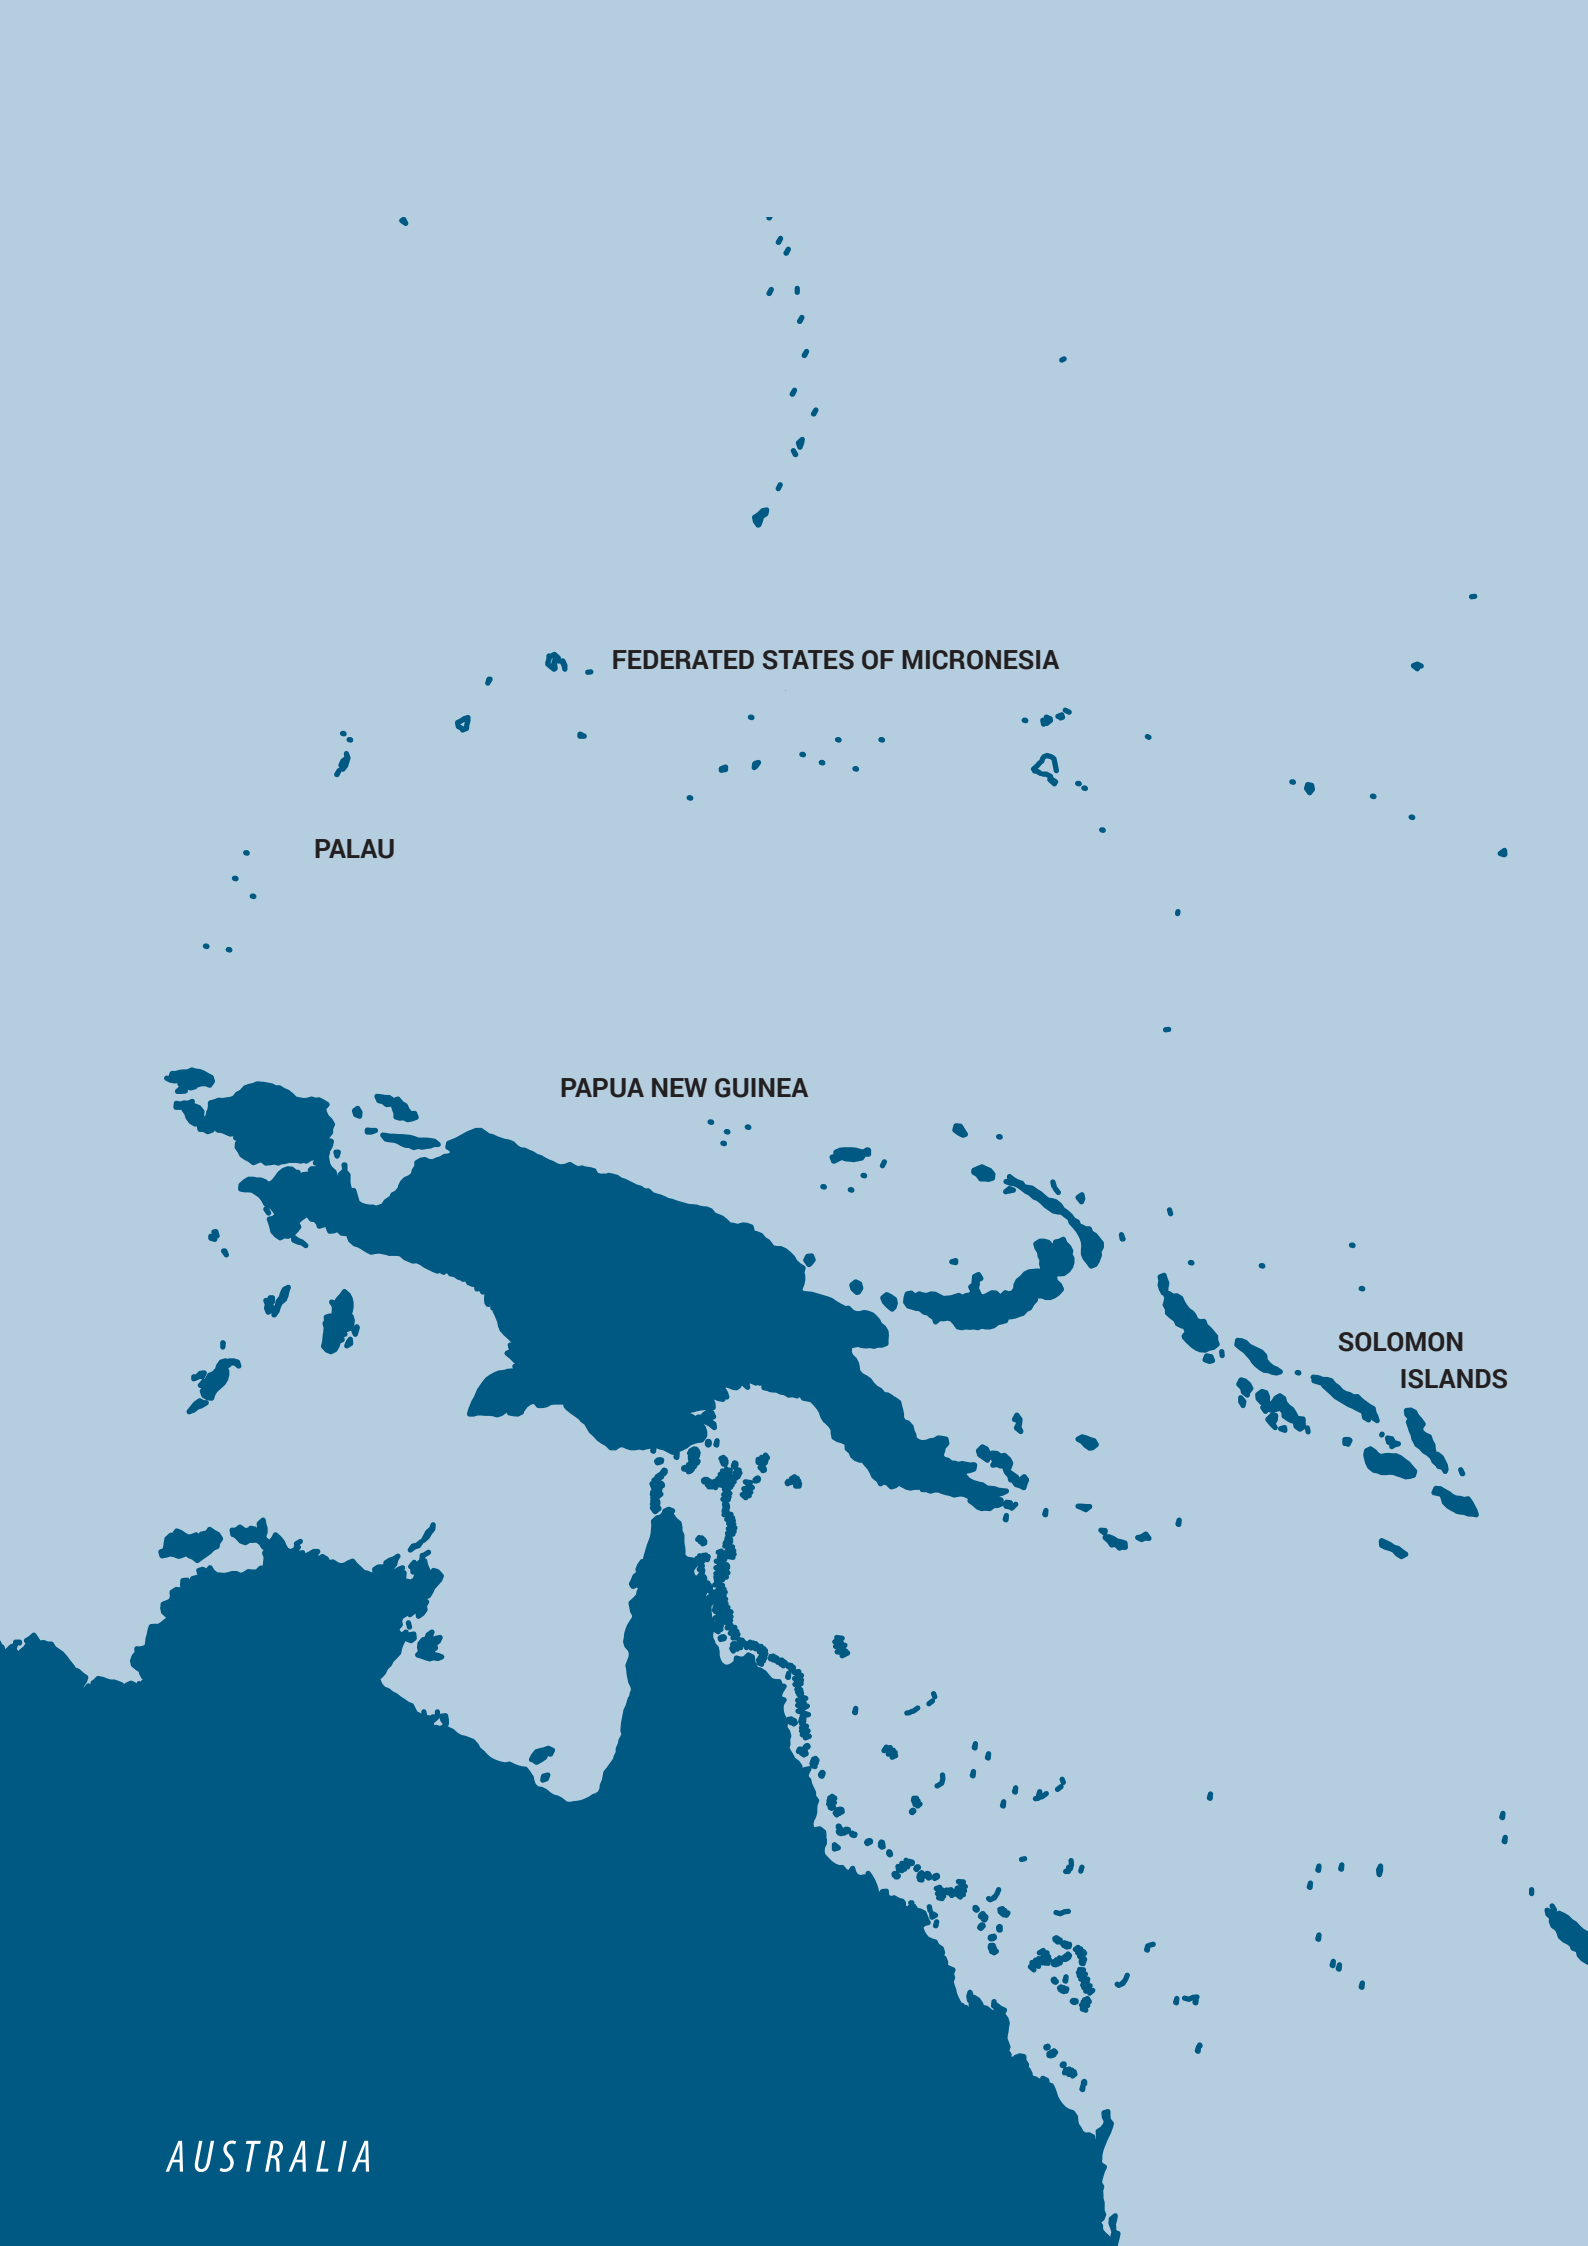 FEDERATED STATES OF MICRONESIA
PALAU
PAPUA NEW GUINEA
SOLOMON
ISLANDS
AUSTRALIA